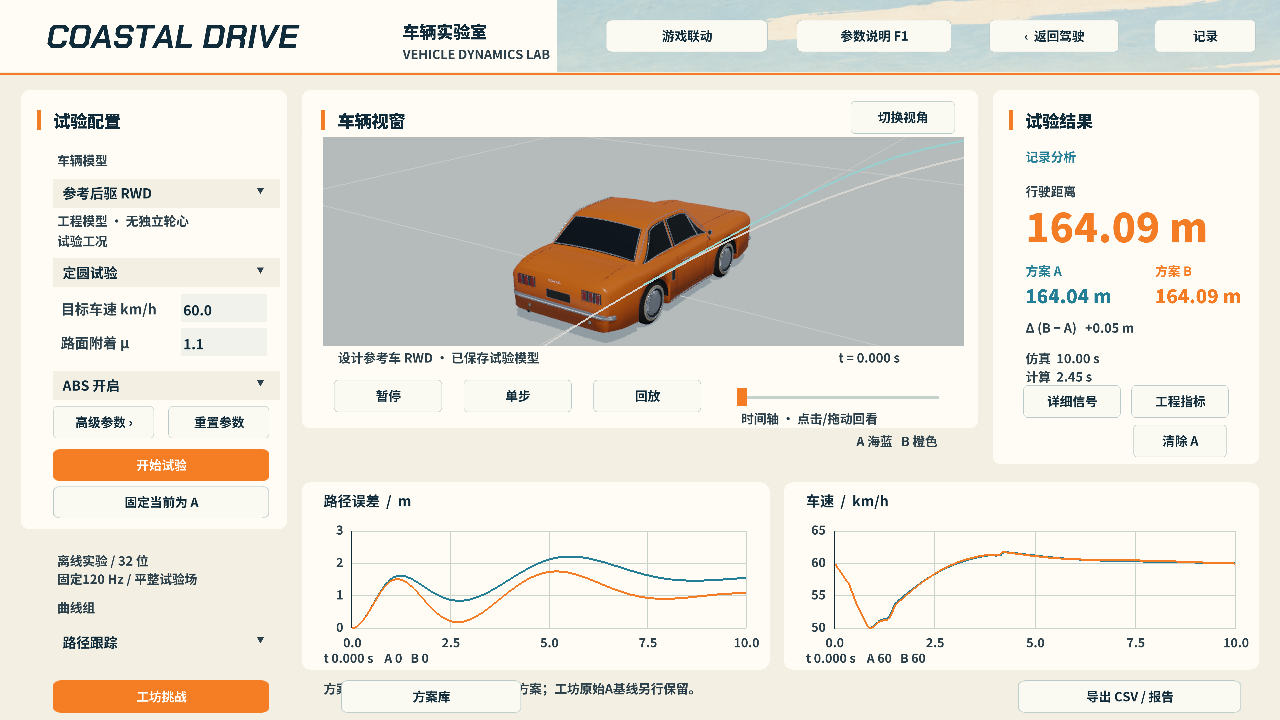 COASTAL DRIVE
车辆实验室
VEHICLE DYNAMICS LAB
游戏联动
参数说明 F1
‹ 返回驾驶
记录
试验配置
车辆模型
参考后驱 RWD
工程模型 · 无独立轮心
试验工况
定圆试验
目标车速 km/h 60.0
路面附着 μ 1.1
ABS 开启
高级参数 ›
重置参数
开始试验
固定当前为 A
离线实验 / 32 位
固定120 Hz / 平整试验场
曲线组
路径跟踪
工坊挑战
车辆视窗
切换视角
设计参考车 RWD · 已保存试验模型
t = 0.000 s
暂停
单步
回放
时间轴 · 点击/拖动回看
A 海蓝 B 橙色
试验结果
记录分析
行驶距离
164.09 m
方案 A
方案 B
164.04 m
164.09 m
Δ (B − A) +0.05 m
仿真 10.00 s
计算 2.45 s
详细信号
工程指标
清除 A
路径误差 / m
3
2
1
0
0.0 2.5 5.0 7.5 10.0
t 0.000 s A 0 B 0
车速 / km/h
65
60
55
50
0.0 2.5 5.0 7.5 10.0
t 0.000 s A 60 B 60
方案库
方案；工坊原始A基线另行保留。
导出 CSV / 报告